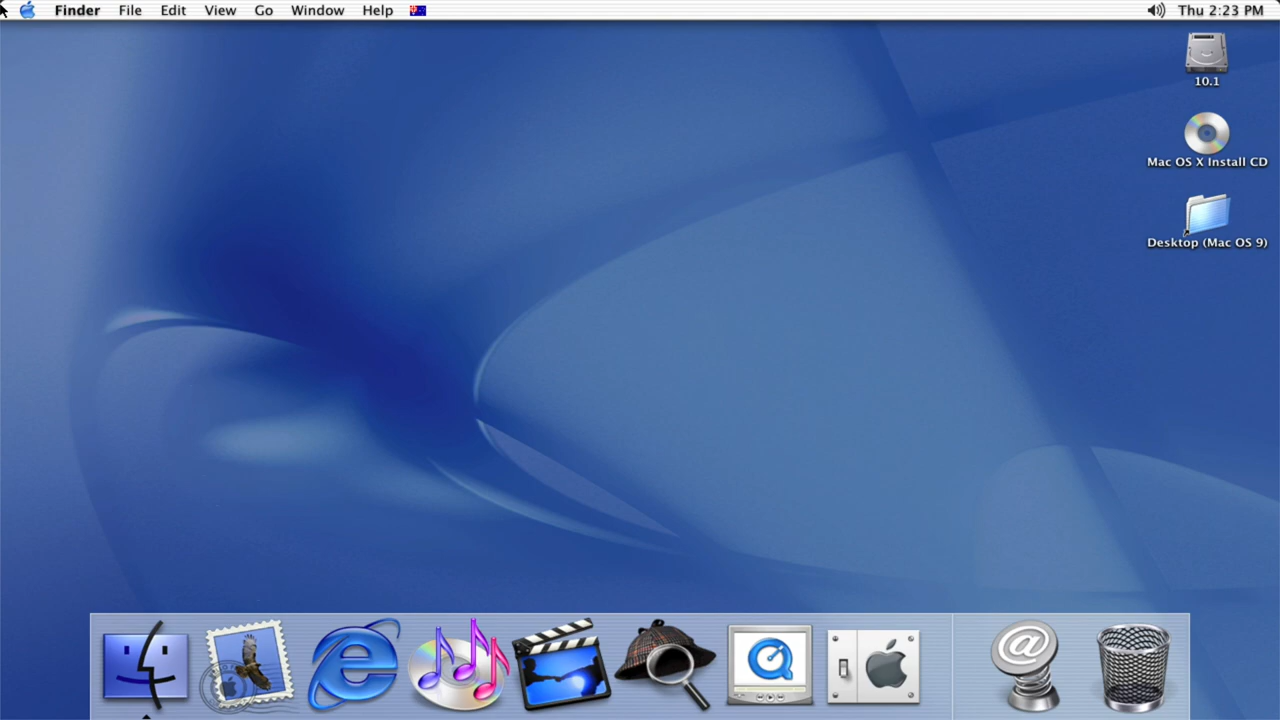 Finder File Edit View Go Window Help
Thu 2:23 PM
10.1
Mac OS X Install CD
Desktop (Mac OS 9)